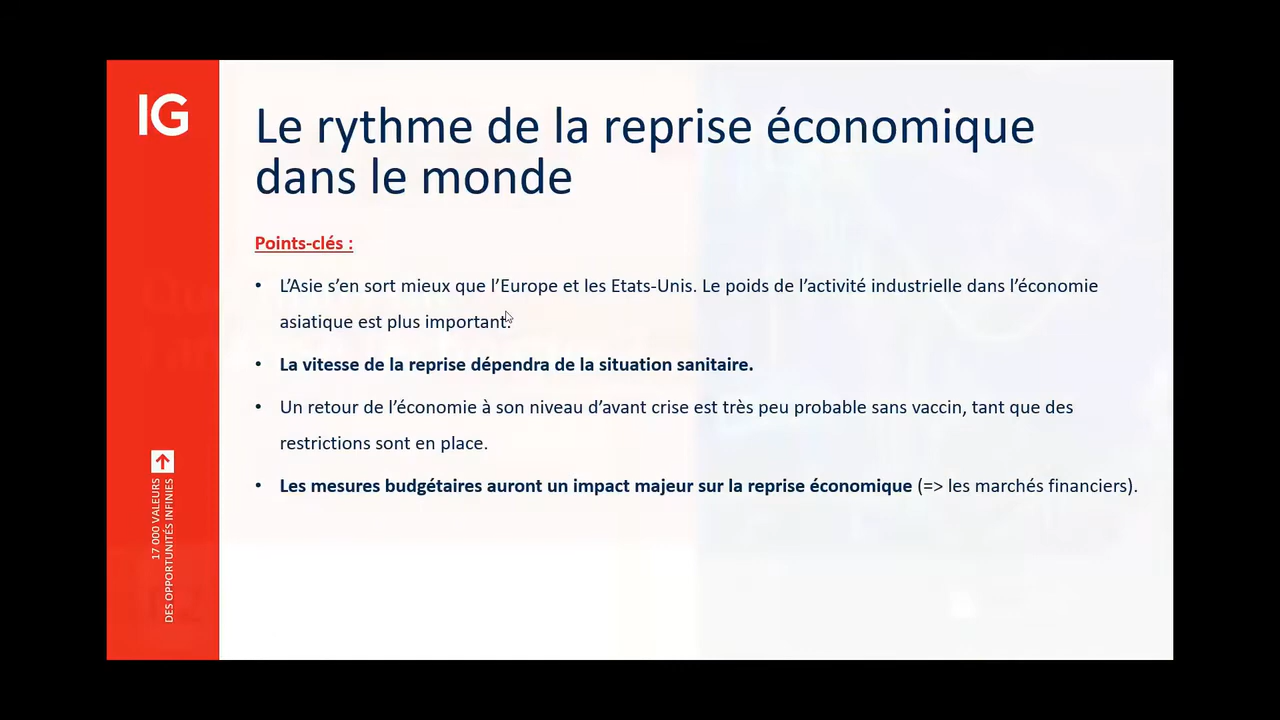 IG
Le rythme de la reprise économique
dans le monde
Points-clés :
• L’Asie s’en sort mieux que l’Europe et les Etats-Unis. Le poids de l’activité industrielle dans l’économie
asiatique est plus important.
• La vitesse de la reprise dépendra de la situation sanitaire.
• Un retour de l’économie à son niveau d’avant crise est très peu probable sans vaccin, tant que des
restrictions sont en place.
• Les mesures budgétaires auront un impact majeur sur la reprise économique (=> les marchés financiers).
17 000 VALEURS
DES OPPORTUNITÉS INFINIES